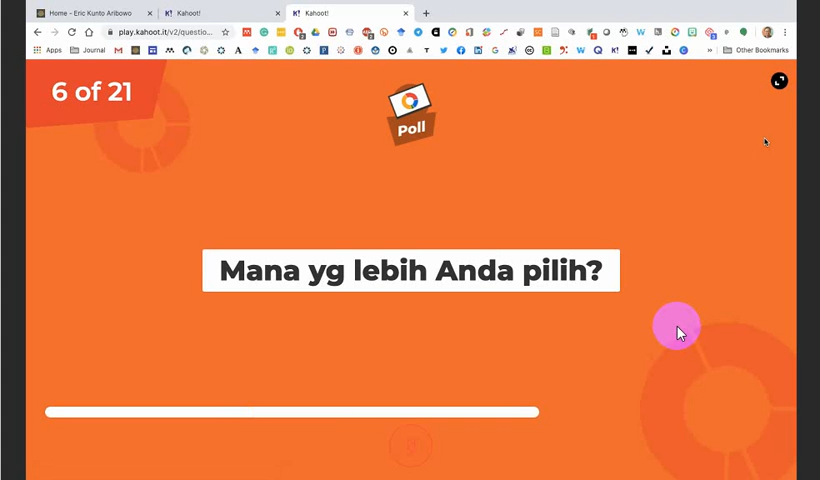 Home - Eric Kunto Aribowo
Kahoot!
Kahoot!
play.kahoot.it/v2/questio...
Apps
Journal
Other Bookmarks
6 of 21
Poll
Mana yg lebih Anda pilih?